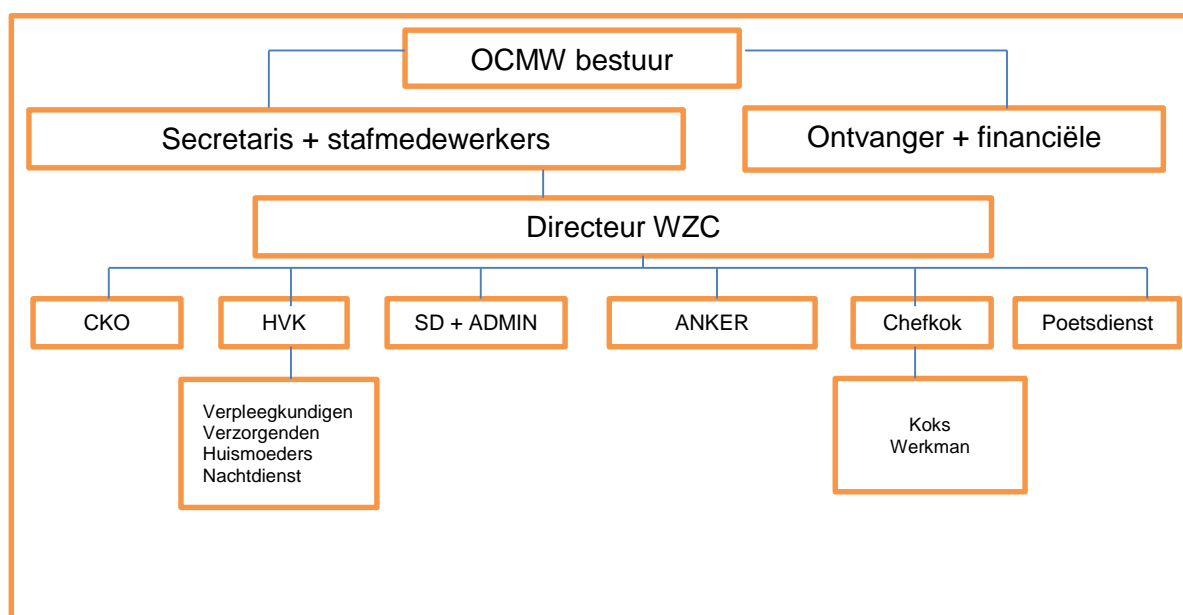 OCMW bestuur
Secretaris + stafmedewerkers
Ontvanger + financiële
Directeur WZC
CKO
HVK
SD + ADMIN
ANKER
Chefkok
Poetsdienst
Verpleegkundigen
Verzorgenden
Huismoeders
Nachtdienst
Koks
Werkman